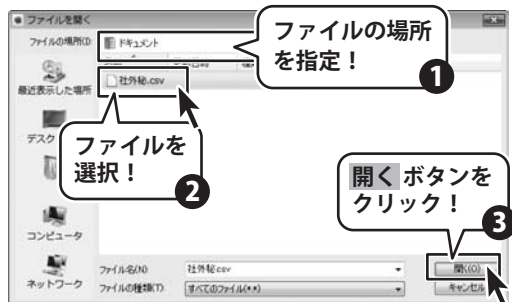 ファイルを開く
ファイルの場所(I):
ドキュメント
ファイルの場所
を指定！
1
最近表示した場所
社外秘.csv
デスク
ファイルを
選択！
2
開く ボタンを
クリック！
3
コンピュータ
ネットワーク
ファイル名(N):
社外秘.csv
開く(O)
ファイルの種類(T):
すべてのファイル(*.*)
キャンセル